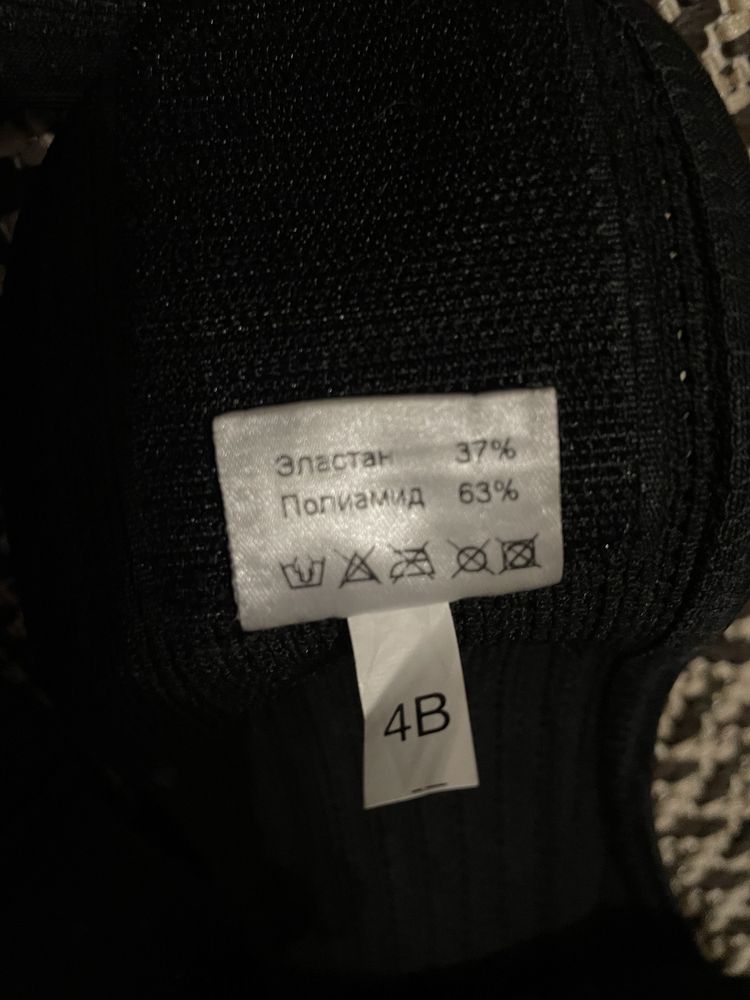 Эластан 37%
Полиамид 63%
4B